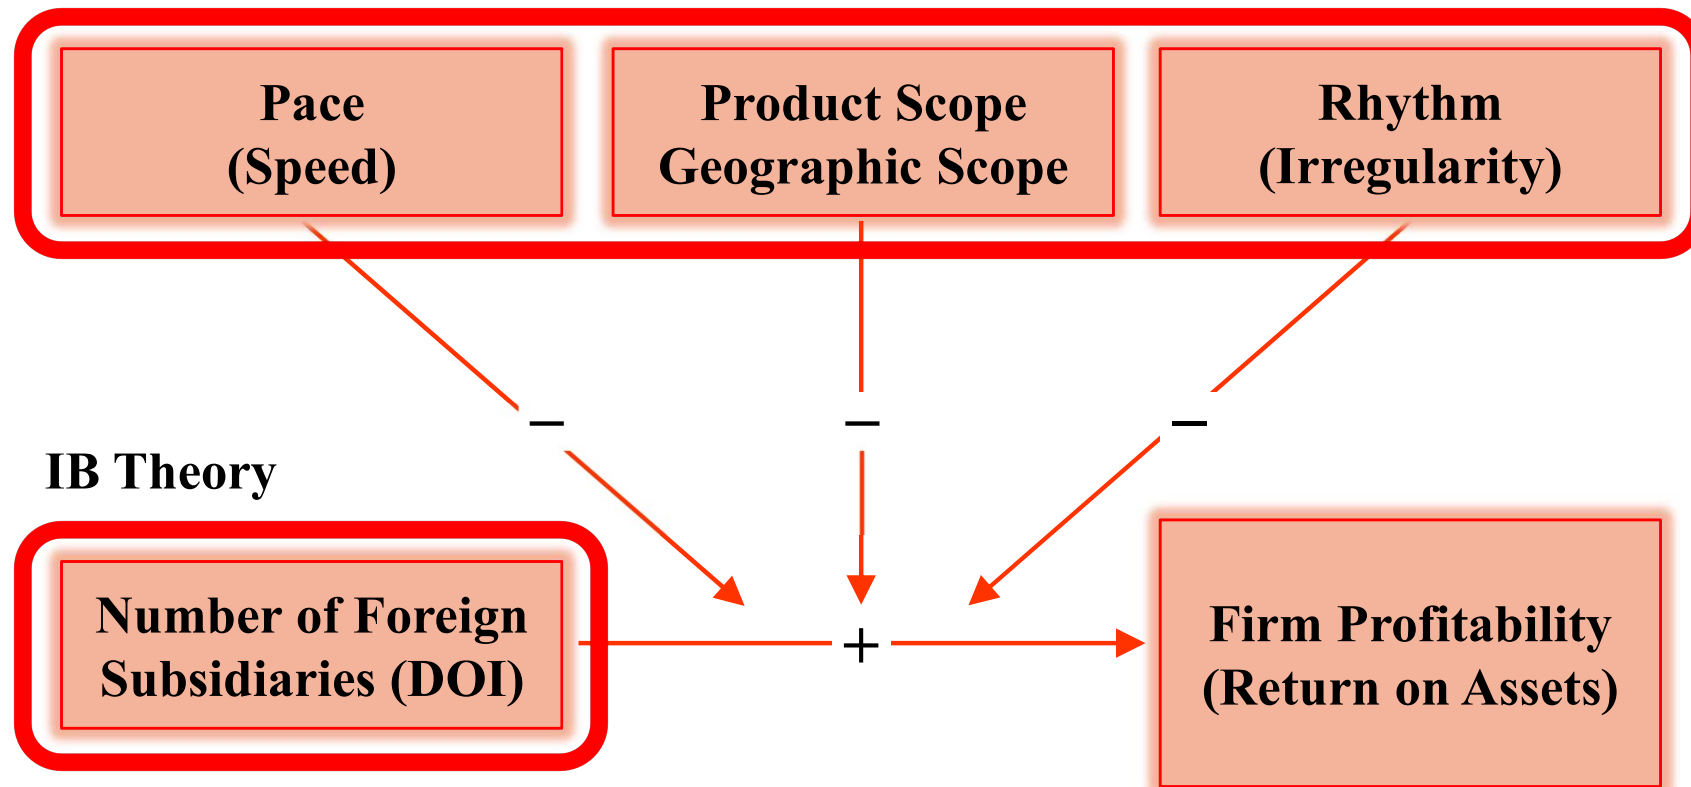 Pace
(Speed)
Product Scope
Geographic Scope
Rhythm
(Irregularity)
– – –
IB Theory
Number of Foreign
Subsidiaries (DOI)
+
Firm Profitability
(Return on Assets)